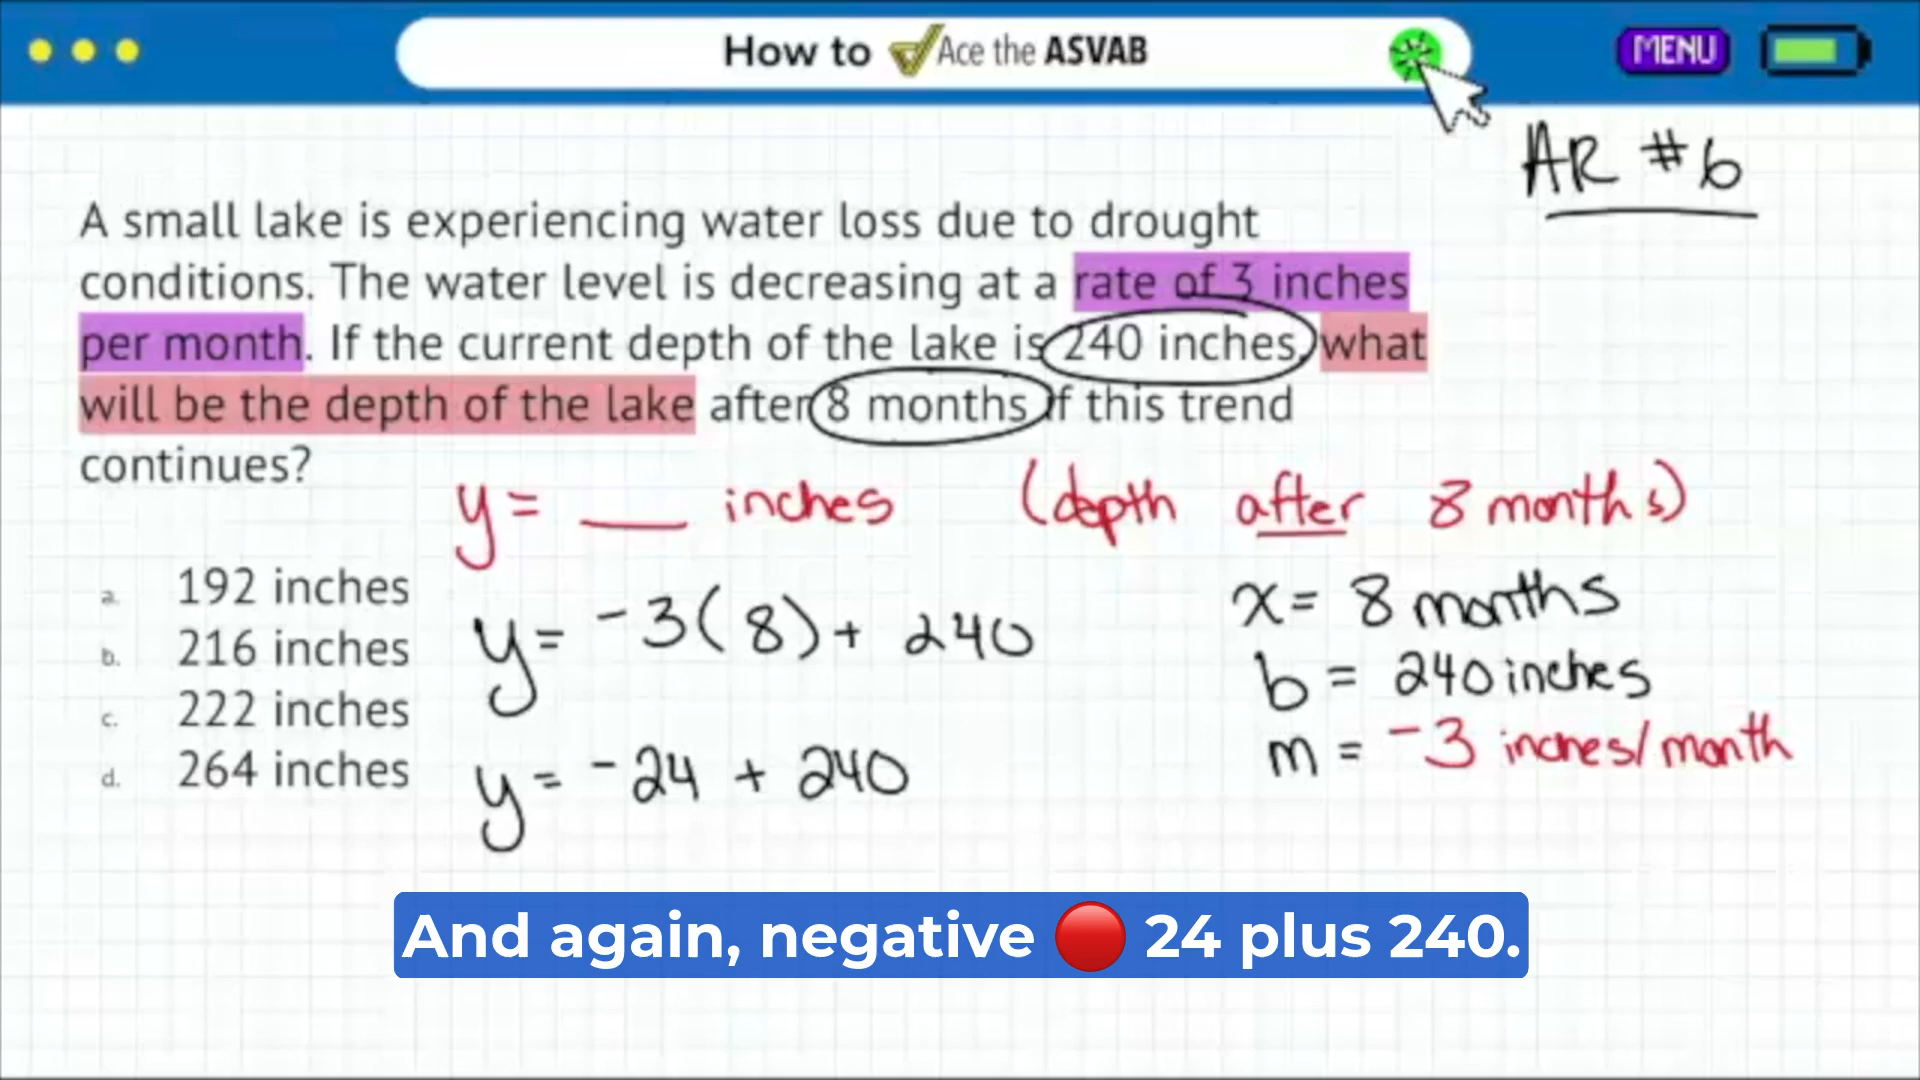 How to Ace the ASVAB
MENU
AR #6
A small lake is experiencing water loss due to drought
conditions. The water level is decreasing at a rate of 3 inches
per month. If the current depth of the lake is 240 inches, what
will be the depth of the lake after 8 months if this trend
continues?
y = ___ inches (depth after 8 months)
a. 192 inches
b. 216 inches
c. 222 inches
d. 264 inches
y = -3(8) + 240
y = -24 + 240
x = 8 months
b = 240 inches
m = -3 inches/month
And again, negative 🔴 24 plus 240.